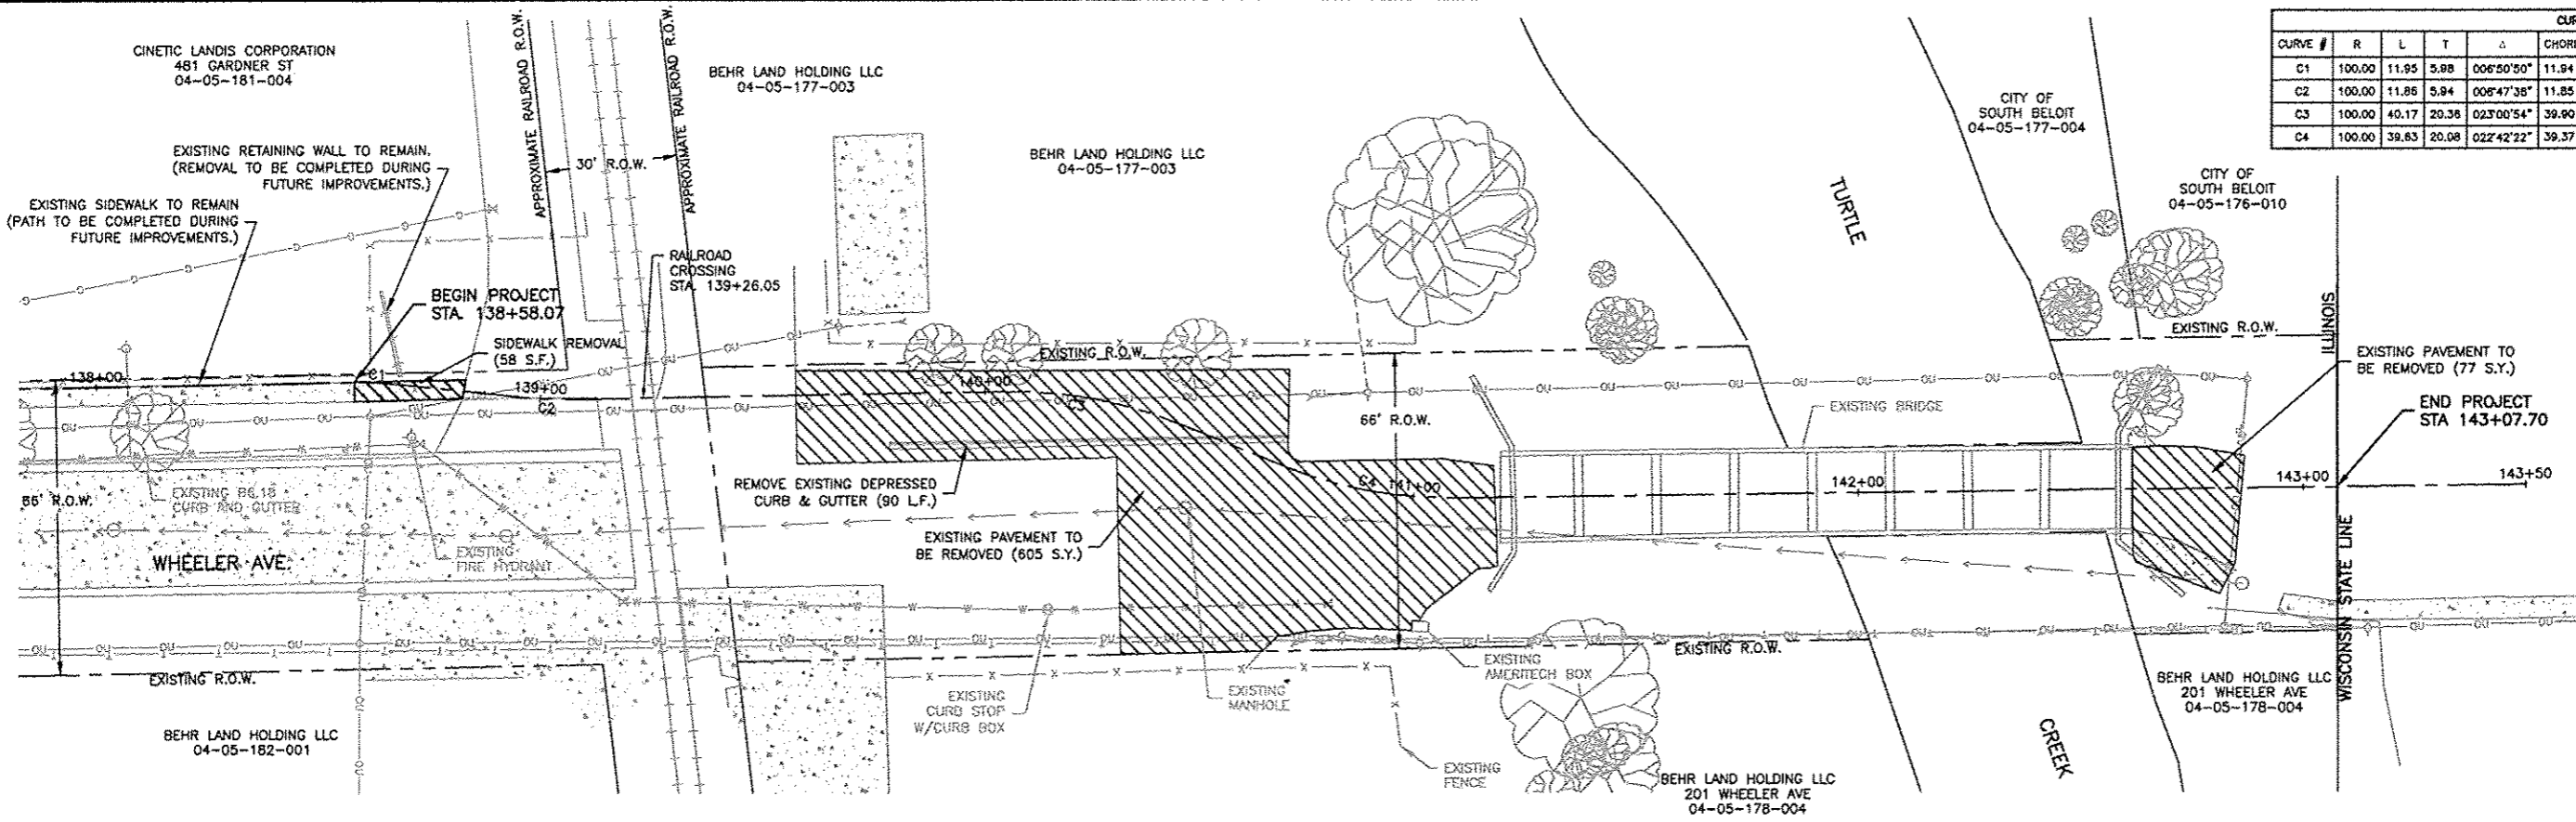 CINETIC LANDIS CORPORATION
481 GARDNER ST
04-05-181-004
EXISTING RETAINING WALL TO REMAIN.
(REMOVAL TO BE COMPLETED DURING
FUTURE IMPROVEMENTS.)
EXISTING SIDEWALK TO REMAIN
(PATH TO BE COMPLETED DURING
FUTURE IMPROVEMENTS.)
BEGIN PROJECT
STA. 138+58.07
SIDEWALK REMOVAL
(58 S.F.)
APPROXIMATE RAILROAD R.O.W.
30' R.O.W.
APPROXIMATE RAILROAD R.O.W.
RAILROAD
CROSSING
STA. 139+26.05
BEHR LAND HOLDING LLC
04-05-177-003
BEHR LAND HOLDING LLC
04-05-177-003
TURTLE
CITY OF
SOUTH BELOIT
04-05-177-004
CITY OF
SOUTH BELOIT
04-05-176-010
CUR
CURVE # R L T Δ CHOR
C1 100.00 11.95 5.98 006°50'50" 11.94
C2 100.00 11.86 5.94 006°47'38" 11.85
C3 100.00 40.17 20.36 023°00'54" 39.90
C4 100.00 39.63 20.08 022°42'22" 39.37
138+00
C1
139+00
C2
EXISTING R.O.W.
140+00
C3
66' R.O.W.
EXISTING BRIDGE
EXISTING R.O.W.
ILLINOIS
EXISTING PAVEMENT TO
BE REMOVED (77 S.Y.)
END PROJECT
STA 143+07.70
C4
141+00
142+00
143+00
143+50
REMOVE EXISTING DEPRESSED
CURB & GUTTER (90 L.F.)
EXISTING PAVEMENT TO
BE REMOVED (605 S.Y.)
66' R.O.W.
EXISTING B6.18
CURB AND GUTTER
WHEELER AVE.
EXISTING
FIRE HYDRANT
EXISTING R.O.W.
BEHR LAND HOLDING LLC
04-05-182-001
EXISTING
CURB STOP
W/CURB BOX
EXISTING
MANHOLE
EXISTING
AMERITECH BOX
EXISTING
FENCE
EXISTING R.O.W.
BEHR LAND HOLDING LLC
201 WHEELER AVE
04-05-178-004
CREEK
BEHR LAND HOLDING LLC
201 WHEELER AVE
04-05-178-004
WISCONSIN STATE LINE